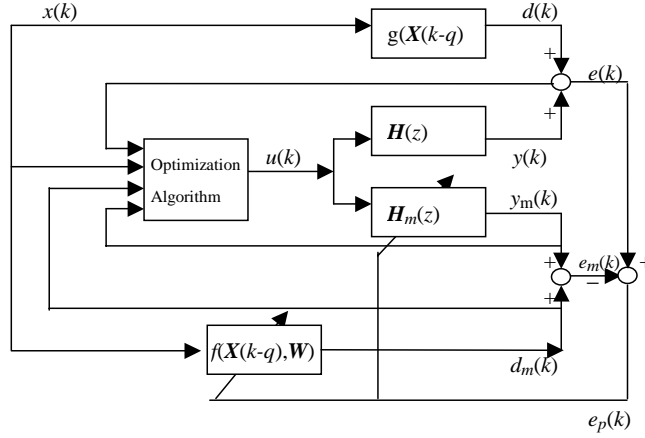 x(k)
g(X(k-q)
d(k)
+
e(k)
+
H(z)
Optimization
Algorithm
u(k)
y(k)
H_m(z)
y_m(k)
+
e_m(k)
+
−
+
f(X(k-q),W)
d_m(k)
e_p(k)